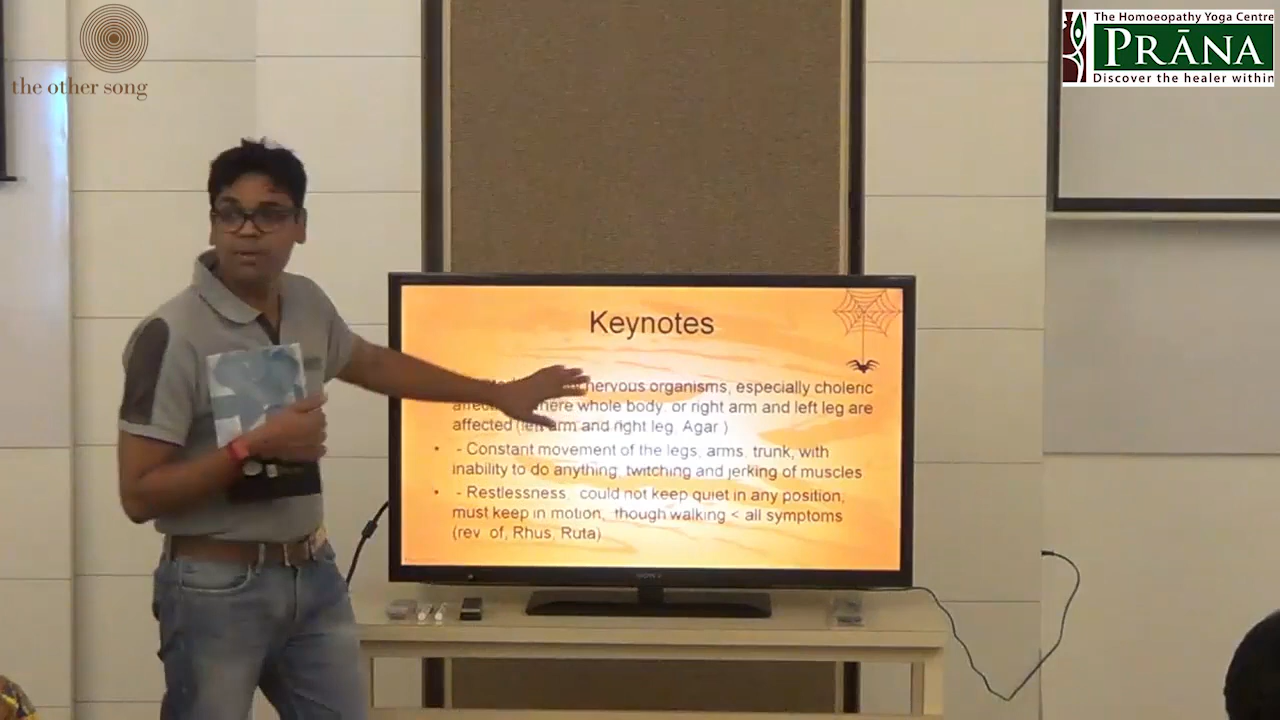 the other song
The Homoeopathy Yoga Centre
PRĀNA
Discover the healer within
Keynotes
nervous organisms, especially choleric
whole body, or right arm and left leg are
affected (left arm and right leg, Agar )
• - Constant movement of the legs, arms, trunk, with
inability to do anything, twitching and jerking of muscles
• - Restlessness, could not keep quiet in any position,
must keep in motion, though walking < all symptoms
(rev of, Rhus, Ruta)
SONY